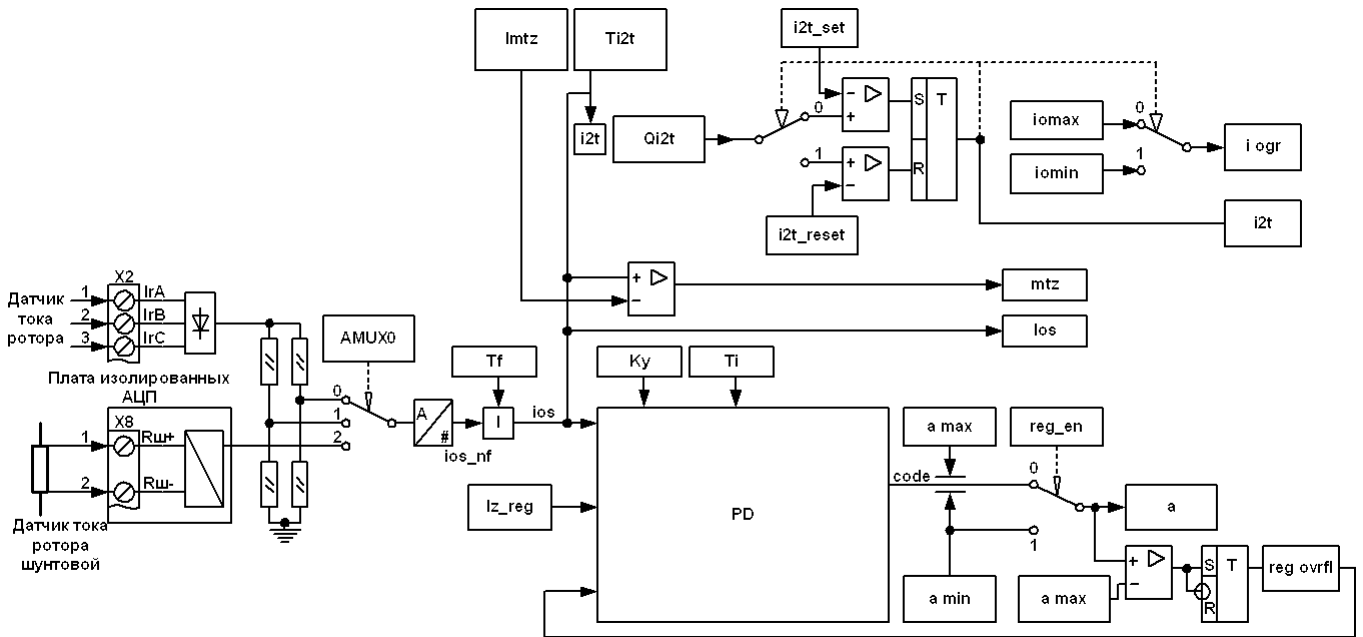 i2t_set
Imtz
Ti2t
0
S
T
0
iomax
i2t
Qi2t
i ogr
1
R
1
iomin
i2t_reset
i2t
X2
1
IrA
2
IrB
3
IrC
Датчик
тока
ротора
mtz
AMUX0
Ios
Tf
Ky
Ti
Плата изолированных
АЦП
0
1
2
A
#
I
ios
ios_nf
X8
1
Rш+
2
Rш-
Датчик тока
ротора
шунтовой
a max
reg_en
code
0
Iz_reg
PD
a
1
a min
a max
S
T
R
reg ovrfl